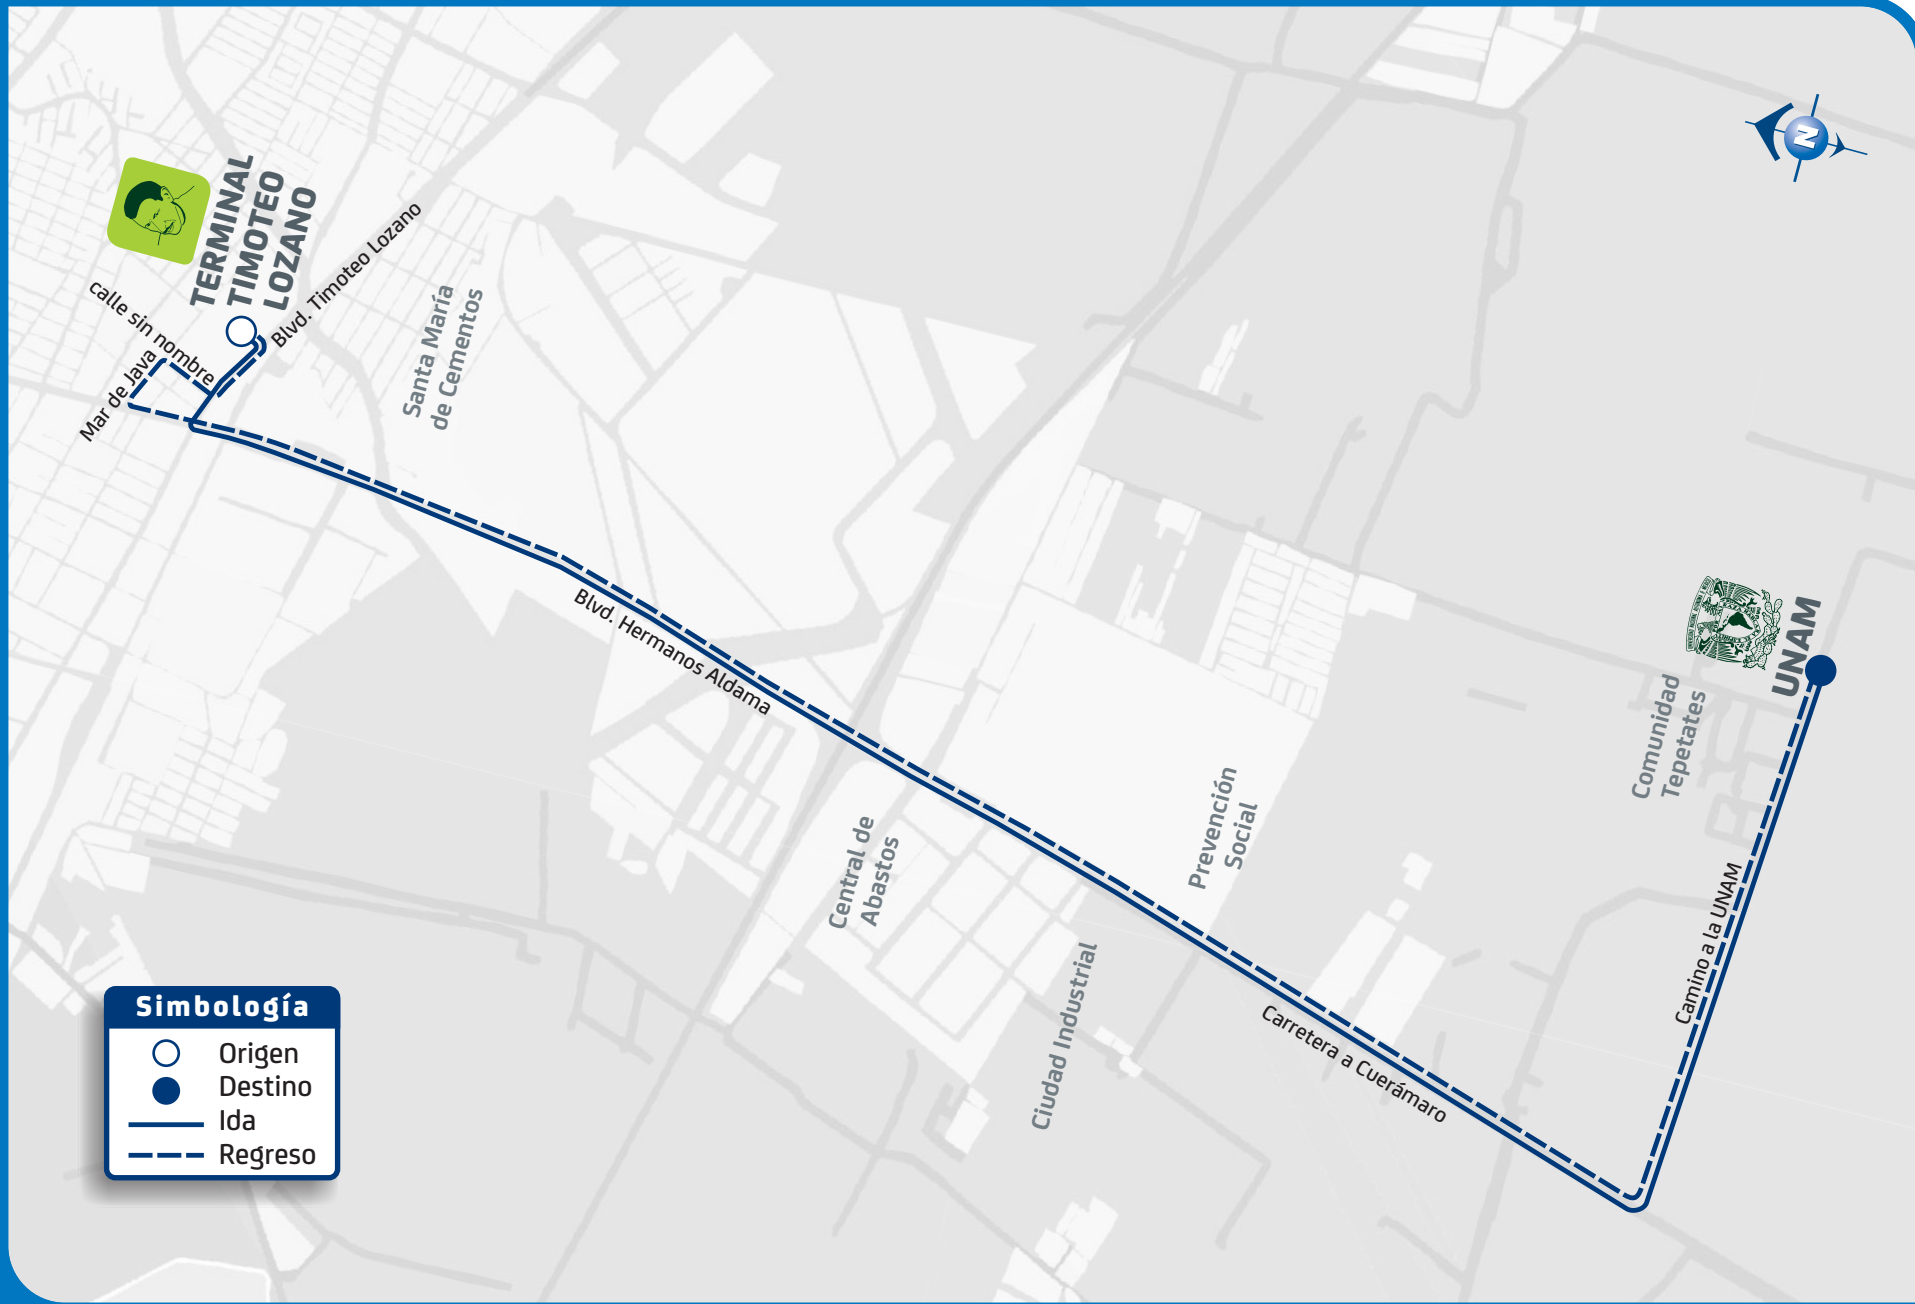 N
TERMINAL
TIMOTEO
LOZANO
calle sin nombre
Mar de Java
Blvd. Timoteo Lozano
Santa María
de Cementos
Blvd. Hermanos Aldama
Central de
Abastos
Ciudad Industrial
Prevención
Social
Carretera a Cuerámaro
Camino a la UNAM
Comunidad
Tepetates
UNAM
Simbología
Origen
Destino
Ida
Regreso